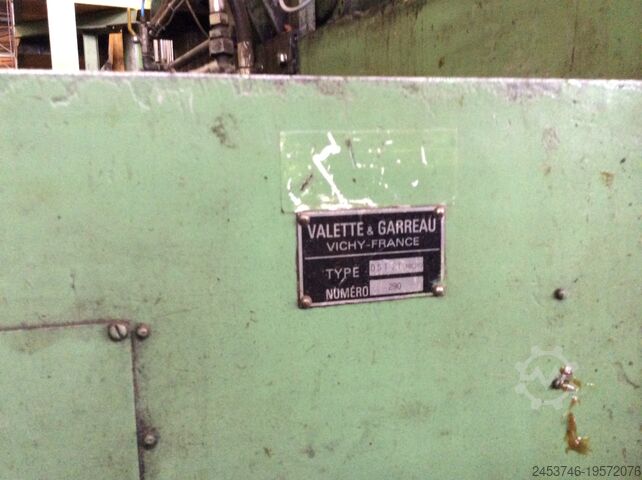 VALETTE & GARREAU
VICHY-FRANCE
TYPE
NUMÉRO 290
2453746-19572076